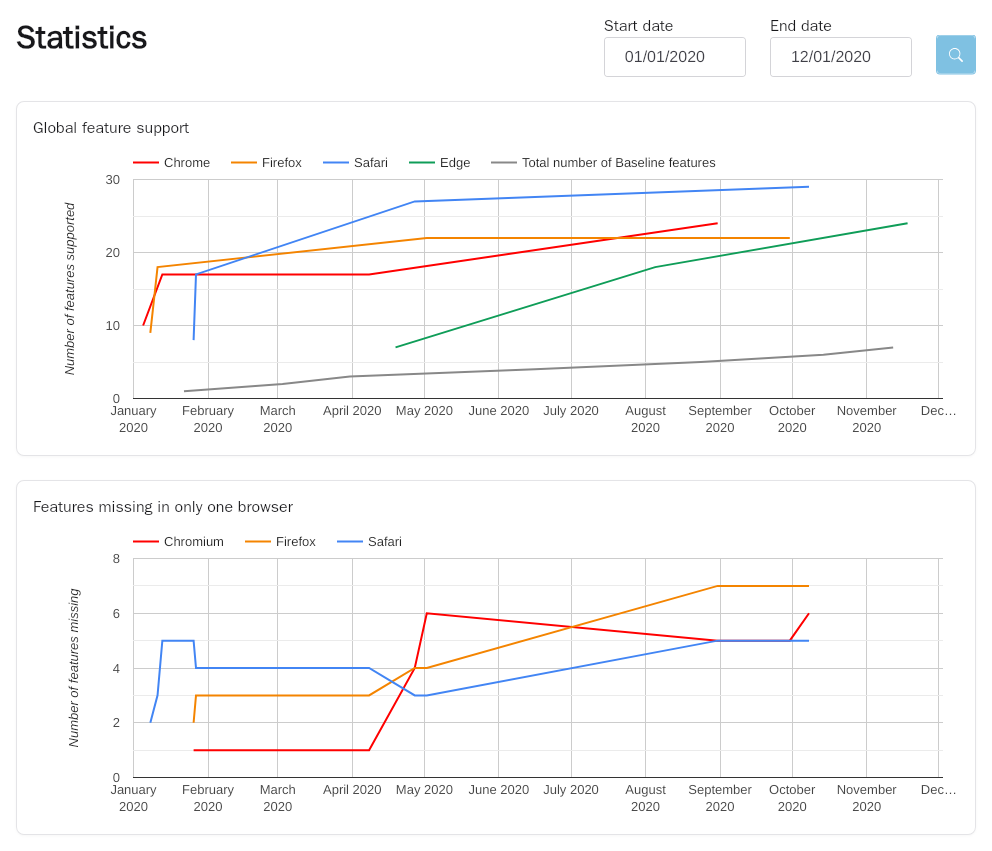 Statistics
Start date
End date
01/01/2020
12/01/2020
Global feature support
Chrome Firefox Safari Edge Total number of Baseline features
Number of features supported
30
20
10
0
January 2020
February 2020
March 2020
April 2020
May 2020
June 2020
July 2020
August 2020
September 2020
October 2020
November 2020
Dec…
Features missing in only one browser
Chromium Firefox Safari
Number of features missing
8
6
4
2
0
January 2020
February 2020
March 2020
April 2020
May 2020
June 2020
July 2020
August 2020
September 2020
October 2020
November 2020
Dec…